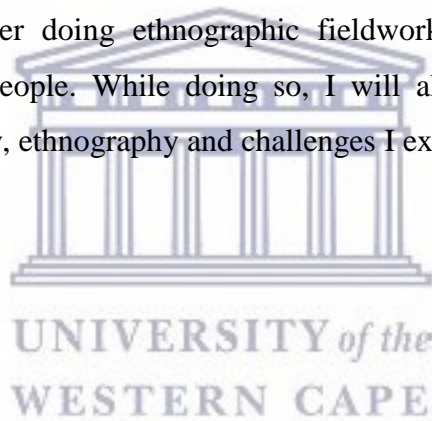 er doing ethnographic fieldwork
eople. While doing so, I will al
y, ethnography and challenges I ex
UNIVERSITY of the
WESTERN CAPE